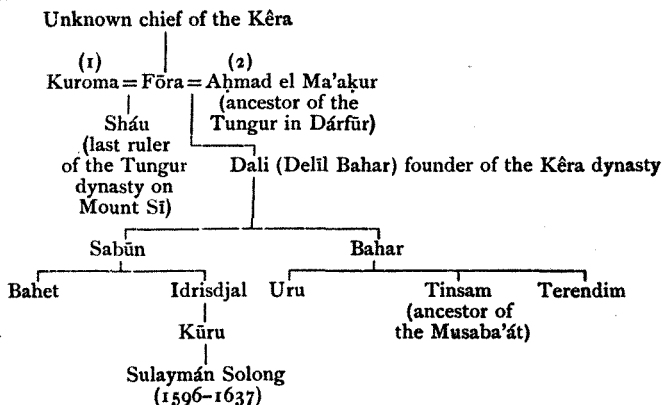 Unknown chief of the Kêra
(1) (2)
Kuroma = Fōra = Aḥmad el Ma'aḳur
(ancestor of the
Tungur in Dárfūr)
Sháu
(last ruler
of the Tungur
dynasty on
Mount Sī)
Dali (Delīl Bahar) founder of the Kêra dynasty
Sabūn Bahar
Bahet Idrisdjal Uru Tinsam Terendim
(ancestor of
the Musaba'át)
Kūru
Sulaymán Solong
(1596–1637)